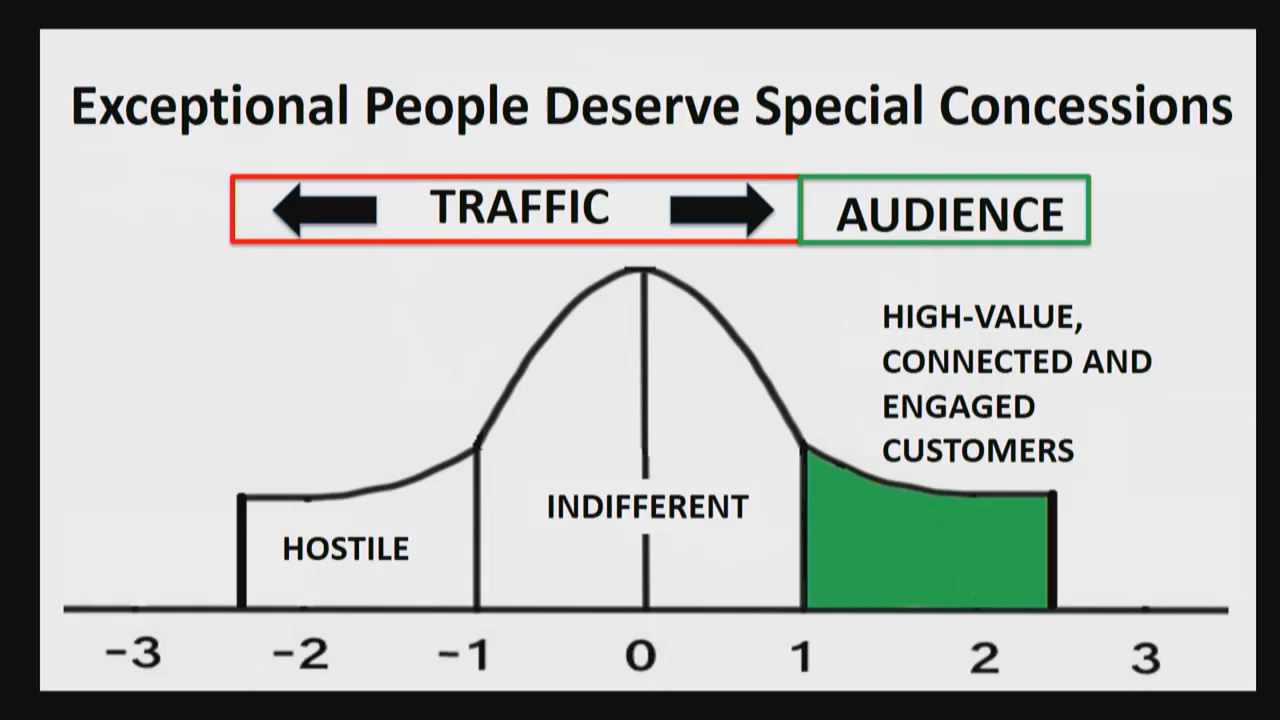 Exceptional People Deserve Special Concessions
TRAFFIC
AUDIENCE
HIGH-VALUE,
CONNECTED AND
ENGAGED
CUSTOMERS
INDIFFERENT
HOSTILE
-3 -2 -1 0 1 2 3